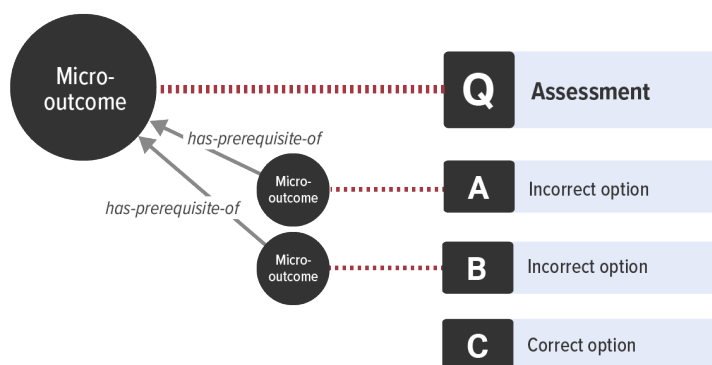 Micro-
outcome
Q
Assessment
has-prerequisite-of
Micro-
outcome
A
Incorrect option
has-prerequisite-of
Micro-
outcome
B
Incorrect option
C
Correct option